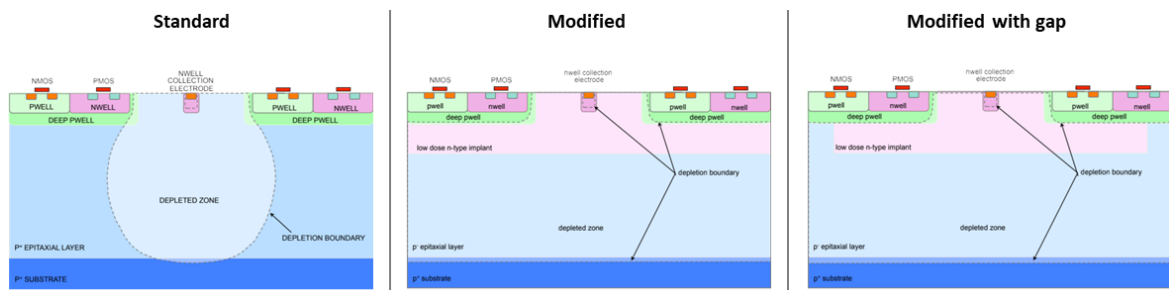 Standard
Modified
Modified with gap
NMOS
PMOS
NWELL
COLLECTION
ELECTRODE
PWELL
NWELL
PWELL
NWELL
DEEP PWELL
DEEP PWELL
DEPLETED ZONE
DEPLETION BOUNDARY
P⁺ EPITAXIAL LAYER
P⁺ SUBSTRATE
NMOS
PMOS
nwell collection
electrode
pwell
nwell
pwell
nwell
deep pwell
deep pwell
low dose n-type implant
depletion boundary
depleted zone
p⁻ epitaxial layer
p⁺ substrate
NMOS
PMOS
nwell collection
electrode
pwell
nwell
pwell
nwell
deep pwell
deep pwell
low dose n-type implant
depletion boundary
depleted zone
p⁻ epitaxial layer
p⁺ substrate